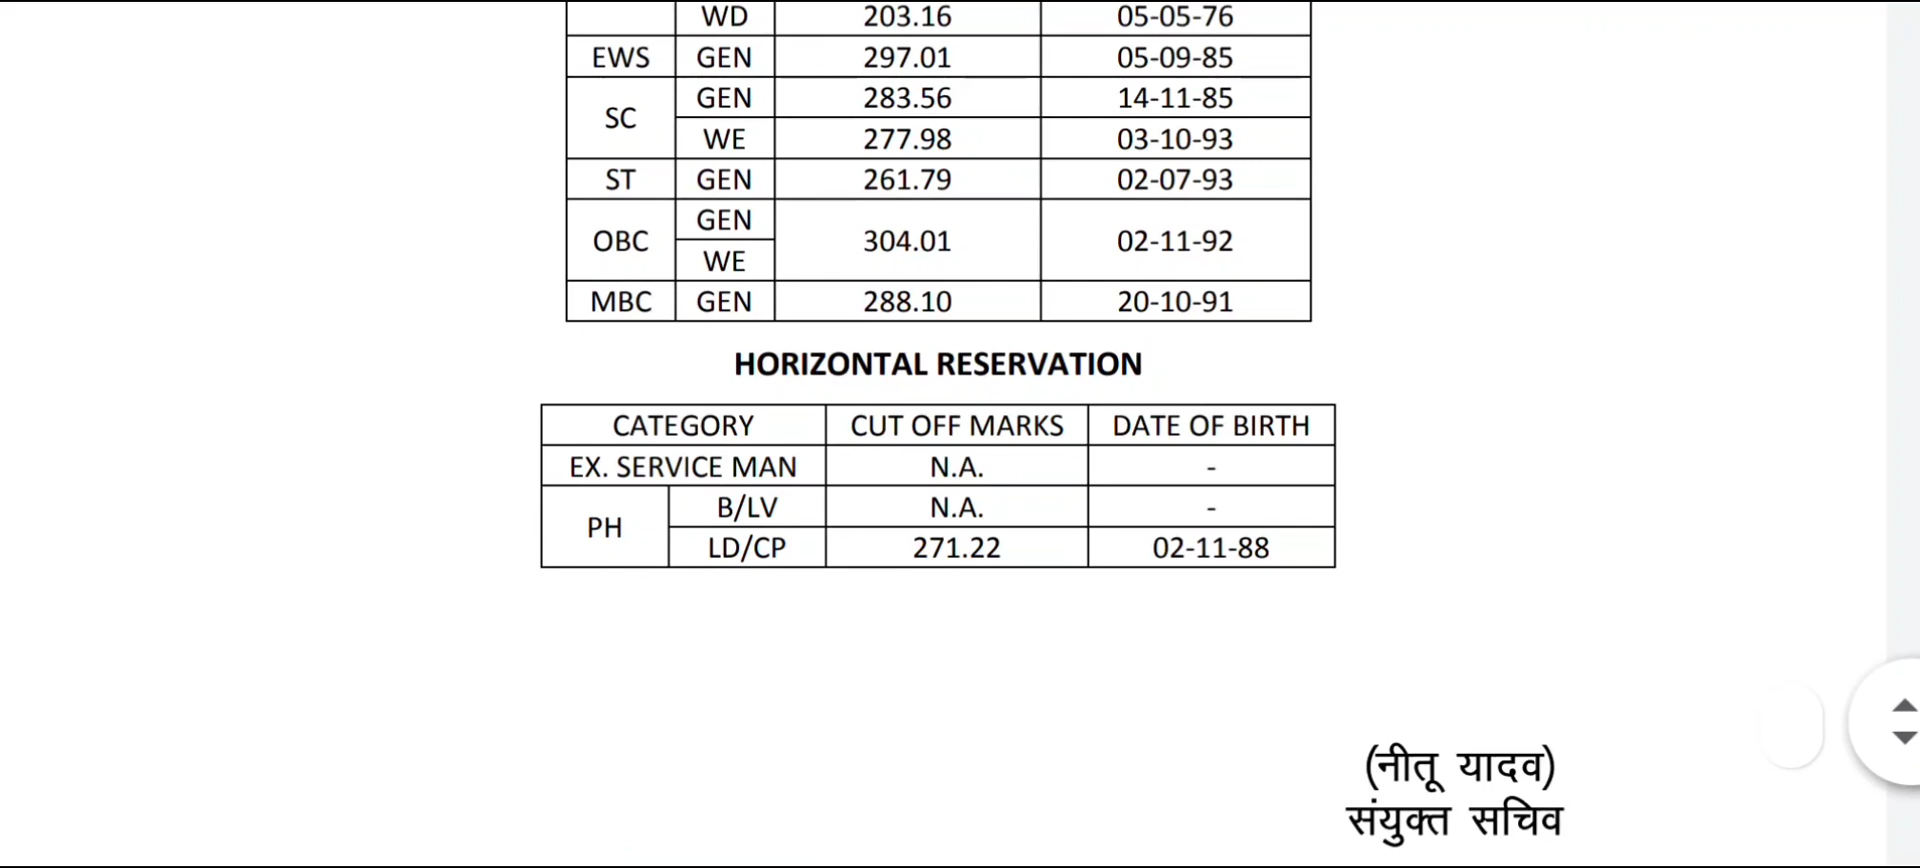 WD 203.16 05-05-76
EWS GEN 297.01 05-09-85
SC GEN 283.56 14-11-85
WE 277.98 03-10-93
ST GEN 261.79 02-07-93
OBC GEN 304.01 02-11-92
WE
MBC GEN 288.10 20-10-91
HORIZONTAL RESERVATION
CATEGORY CUT OFF MARKS DATE OF BIRTH
EX. SERVICE MAN N.A. -
PH B/LV N.A. -
LD/CP 271.22 02-11-88
(नीतू यादव)
संयुक्त सचिव